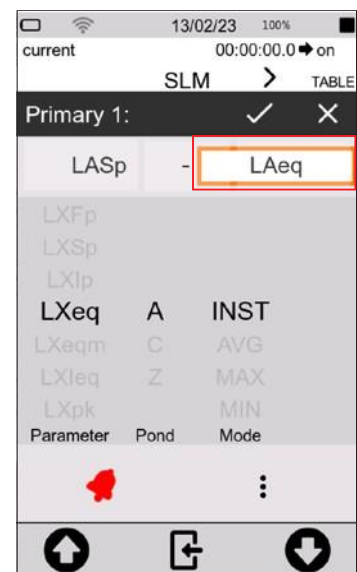 13/02/23 100%
current 00:00:00.0 on
SLM > TABLE
Primary 1:
LASp - LAeq
LXFp
LXSp
LXIp
LXeq A INST
LXeqm C AVG
LXIeq Z MAX
LXpk MIN
Parameter Pond Mode